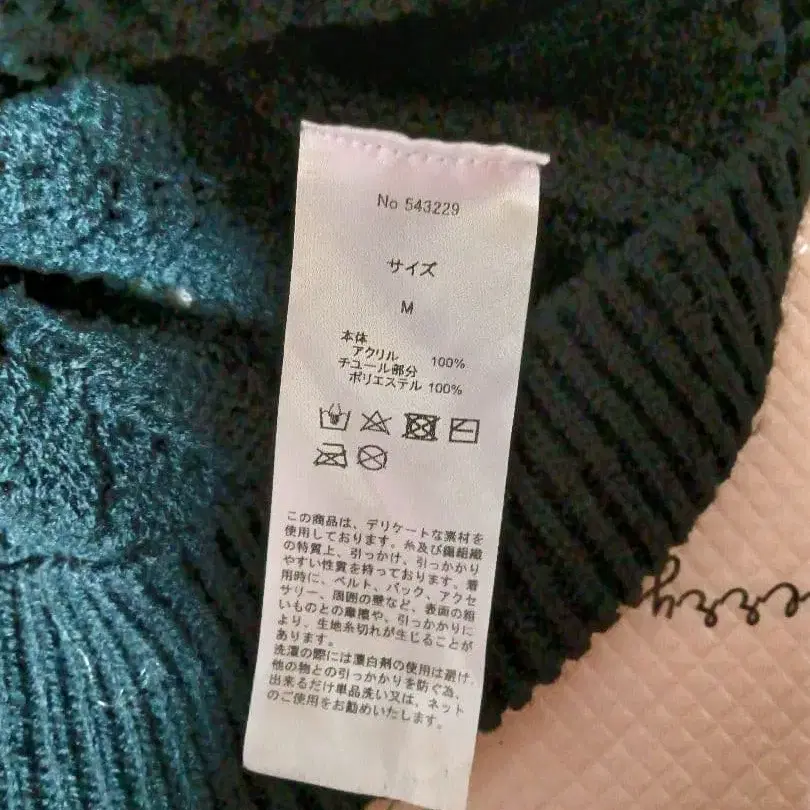 No 543229
サイズ
M
本体
アクリル 100%
チュール部分
ポリエステル 100%
この商品は、デリケートな素材を
使用しております。糸及び編組織
の特質上、引っかけ、引っかかり
やすい性質を持っております。着
用時に、ベルト、バック、アクセ
サリー、周囲の壁など、表面の粗
いものとの摩擦や、引っかかりに
より、生地糸切れが生じることが
あります。
洗濯の際には漂白剤の使用は避け、
他の物との引っかかりを防ぐ為、
出来るだけ単品洗い又は、ネット
のご使用をお勧めいたします。